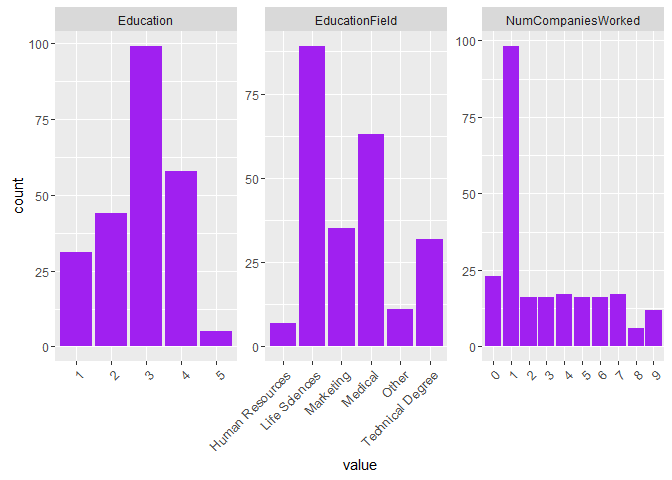 Education
EducationField
NumCompaniesWorked
count
100
75
50
25
0
75
50
25
0
100
75
50
25
0
1
2
3
4
5
Human Resources
Life Sciences
Marketing
Medical
Other
Technical Degree
0
1
2
3
4
5
6
7
8
9
value